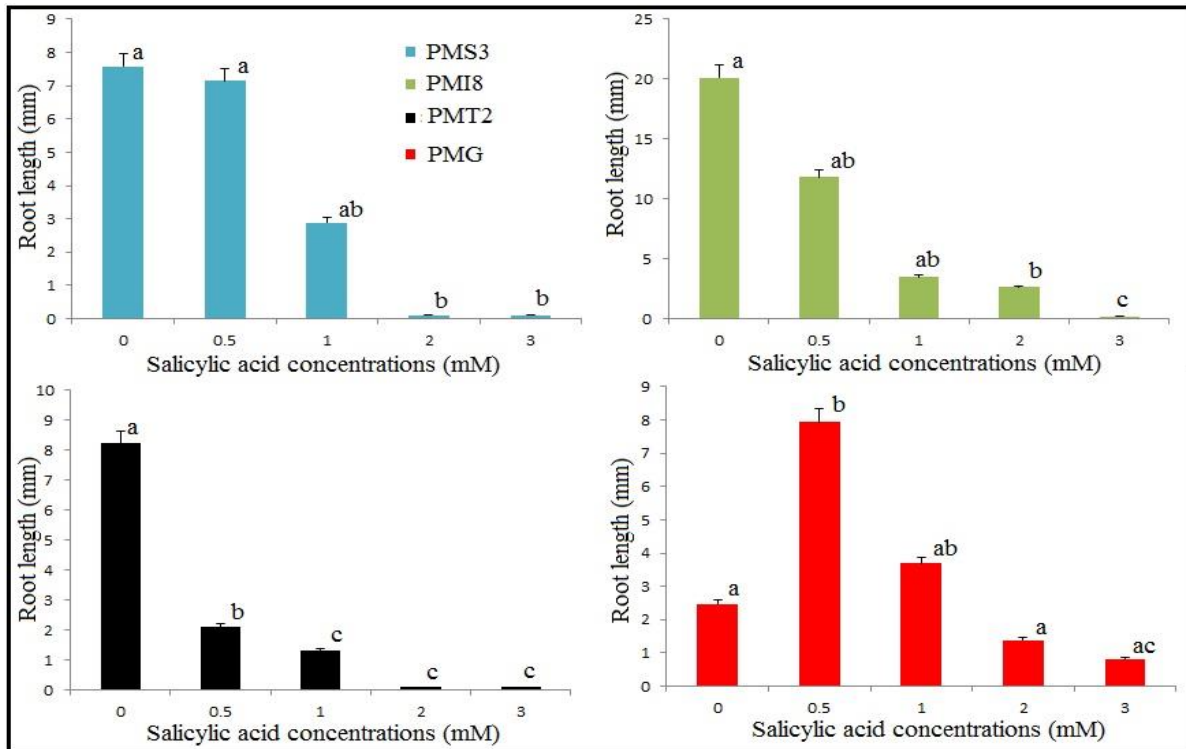 9
8
7
6
5
4
3
2
1
0
Root length (mm)
a
a
ab
b
b
0 0.5 1 2 3
Salicylic acid concentrations (mM)
PMS3
PMI8
PMT2
PMG
25
20
15
10
5
0
Root length (mm)
a
ab
ab
b
c
0 0.5 1 2 3
Salicylic acid concentrations (mM)
10
9
8
7
6
5
4
3
2
1
0
Root length (mm)
a
b
c
c
c
0 0.5 1 2 3
Salicylic acid concentrations (mM)
9
8
7
6
5
4
3
2
1
0
Root length (mm)
a
b
ab
a
ac
0 0.5 1 2 3
Salicylic acid concentrations (mM)